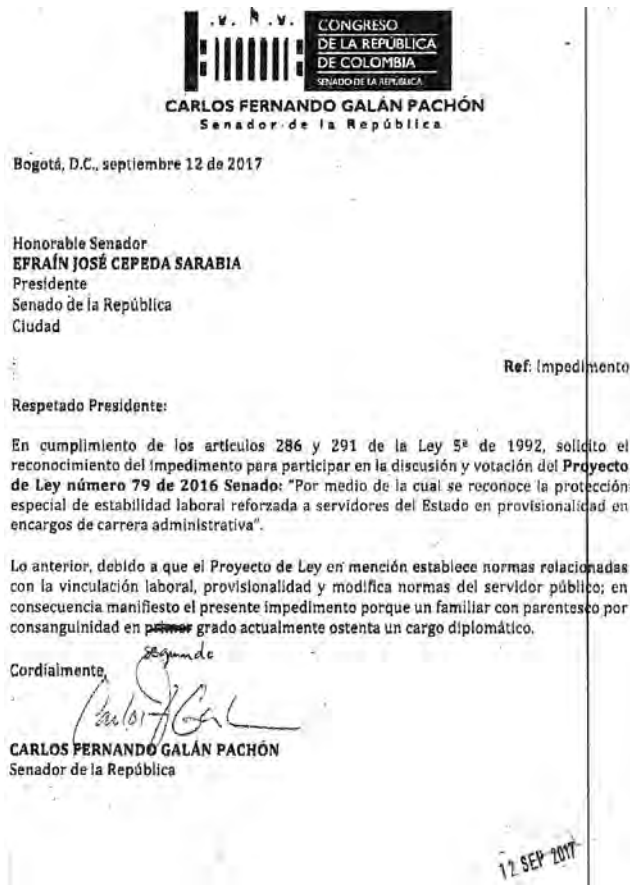 CONGRESO
DE LA REPÚBLICA
DE COLOMBIA
SENADO DE LA REPÚBLICA
CARLOS FERNANDO GALÁN PACHÓN
Senador de la República
Bogotá, D.C., septiembre 12 de 2017
Honorable Senador
EFRAÍN JOSÉ CEPEDA SARABIA
Presidente
Senado de la República
Ciudad
Ref: Impedimento
Respetado Presidente:
En cumplimiento de los artículos 286 y 291 de la Ley 5ª de 1992, solicito el
reconocimiento del impedimento para participar en la discusión y votación del Proyecto
de Ley número 79 de 2016 Senado: "Por medio de la cual se reconoce la protección
especial de estabilidad laboral reforzada a servidores del Estado en provisionalidad en
encargos de carrera administrativa".
Lo anterior, debido a que el Proyecto de Ley en mención establece normas relacionadas
con la vinculación laboral, provisionalidad y modifica normas del servidor público; en
consecuencia manifiesto el presente impedimento porque un familiar con parentesco por
consanguinidad en primer grado actualmente ostenta un cargo diplomático.
segundo
Cordialmente,
CARLOS FERNANDO GALÁN PACHÓN
Senador de la República
12 SEP 2017